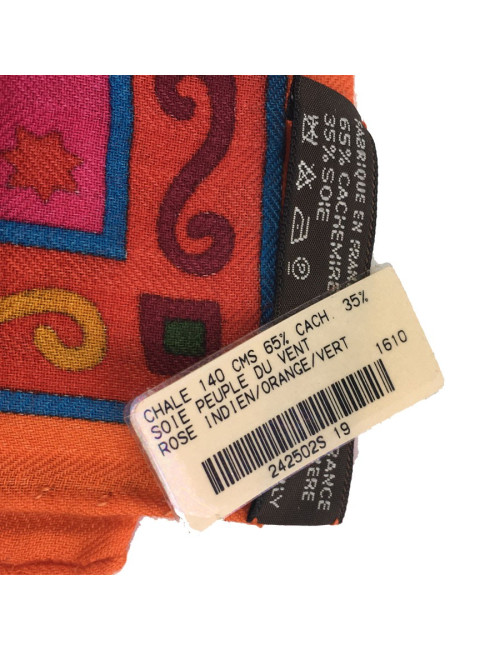 FABRIQUE EN FRANC
65% CACHEMIRE
35% SOIE
CHALE 140 CMS 65% CACH. 35%
SOIE PEUPLE DU VENT
ROSE INDIEN/ORANGE/VERT 1610
242502S 19